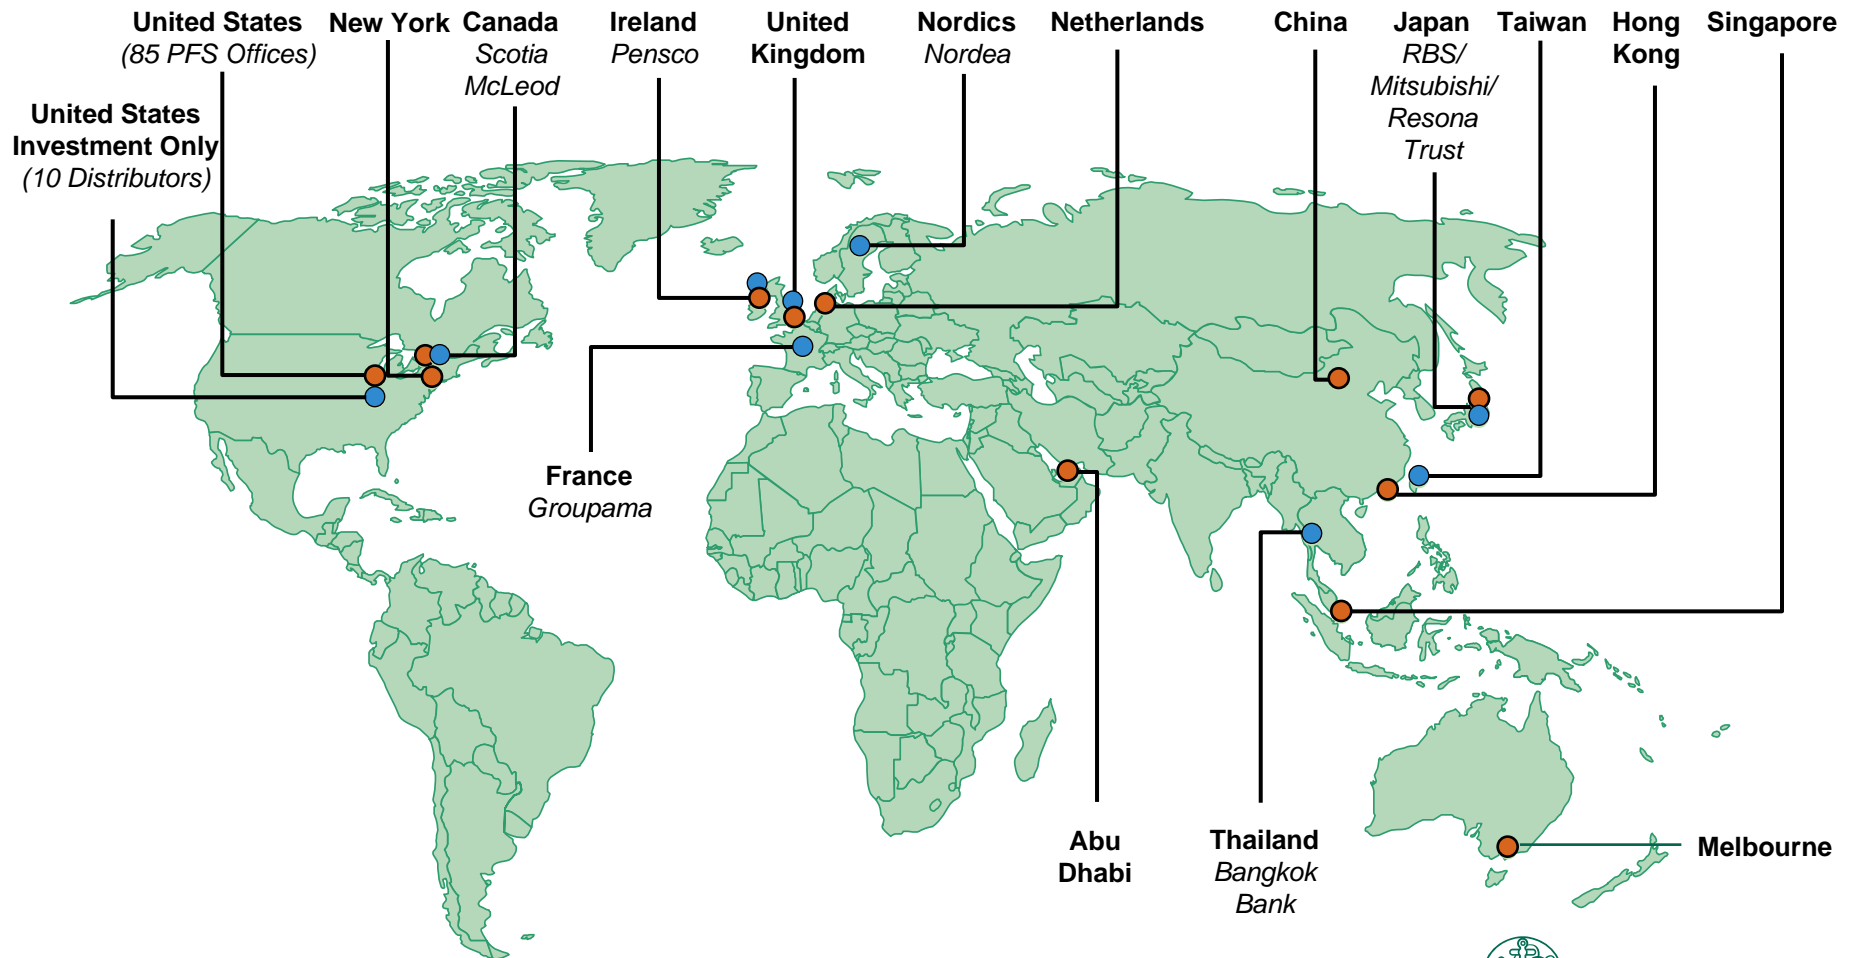 United States
(85 PFS Offices)
New York
Canada
Scotia
McLeod
Ireland
Pensco
United
Kingdom
Nordics
Nordea
Netherlands
China
Japan
RBS/
Mitsubishi/
Resona
Trust
Taiwan
Hong
Kong
Singapore
United States
Investment Only
(10 Distributors)
France
Groupama
Abu
Dhabi
Thailand
Bangkok
Bank
Melbourne